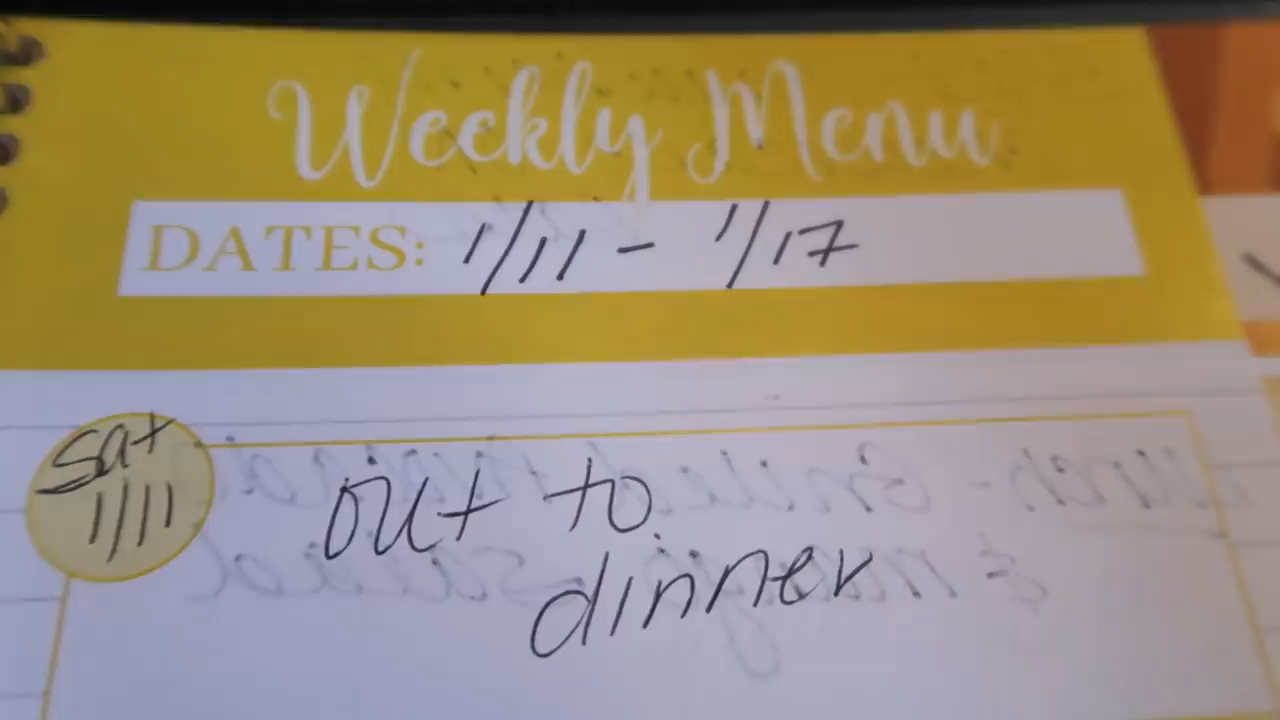 Weekly Menu
DATES: 1/11 - 1/17
Sat
1/11
out to
dinner